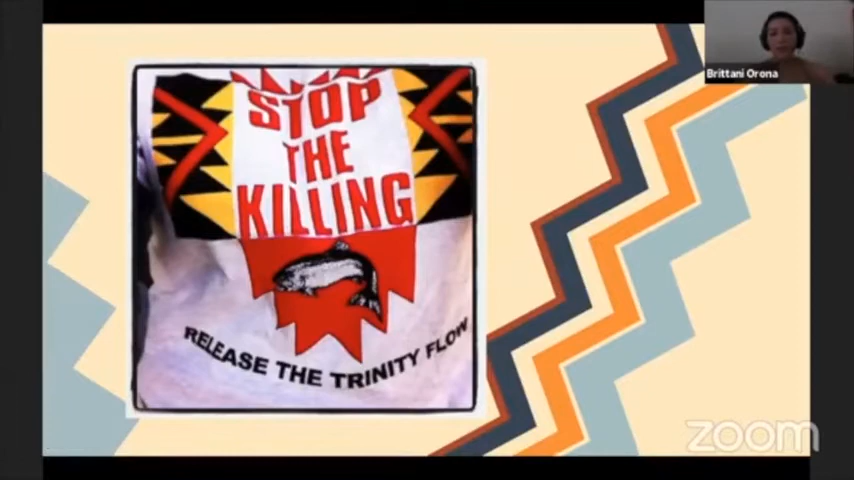 Brittani Orona
STOP
THE
KILLING
RELEASE THE TRINITY FLOW
zoom